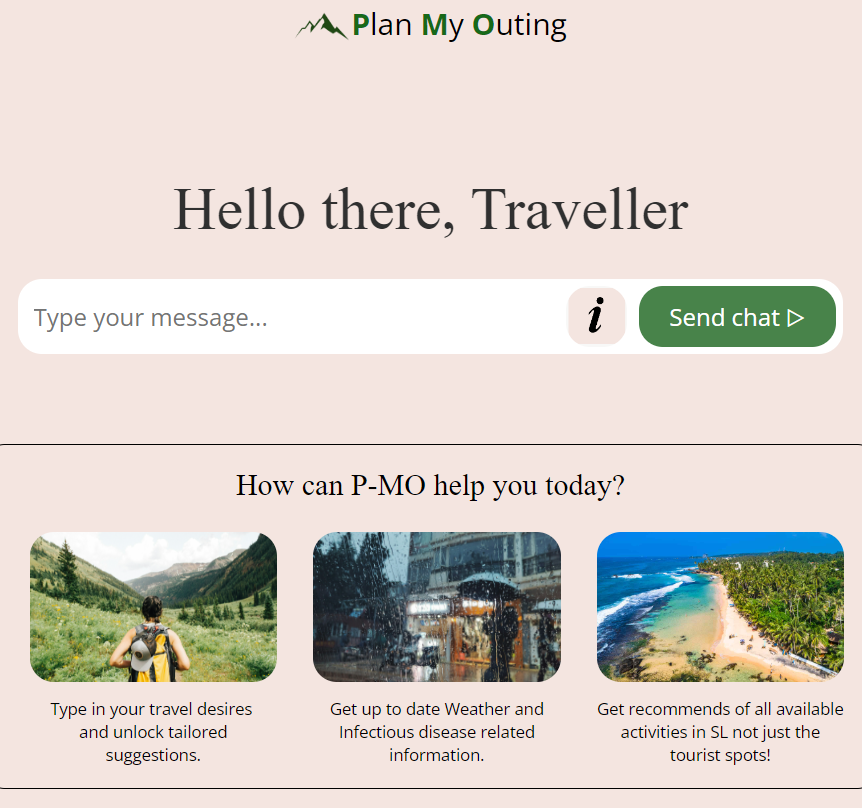 Plan My Outing
Hello there, Traveller
Type your message...
i
Send chat ▷
How can P-MO help you today?
Type in your travel desires
and unlock tailored
suggestions.
Get up to date Weather and
Infectious disease related
information.
Get recommends of all available
activities in SL not just the
tourist spots!